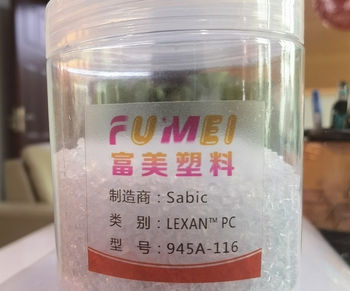 FUMEI
富美塑料
制造商：Sabic
类 别：LEXAN™ PC
型 号：945A-116